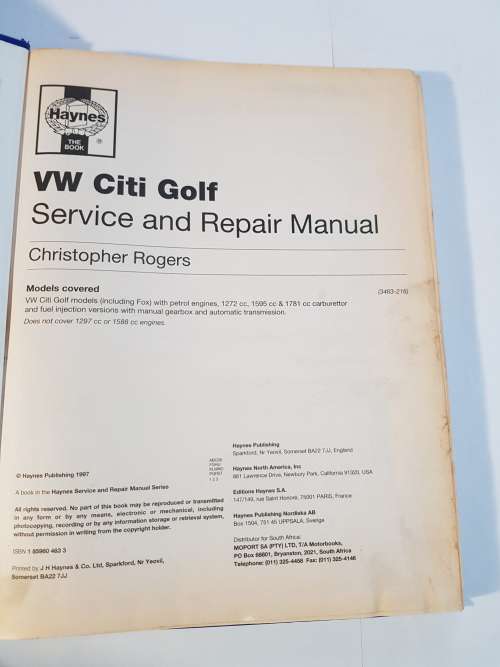 Haynes
THE
BOOK
®
VW Citi Golf
Service and Repair Manual
Christopher Rogers
Models covered
(3463-216)
VW Citi Golf models (including Fox) with petrol engines, 1272 cc, 1595 cc & 1781 cc carburettor
and fuel injection versions with manual gearbox and automatic transmission.
Does not cover 1297 cc or 1588 cc engines.
© Haynes Publishing 1997
A book in the Haynes Service and Repair Manual Series
All rights reserved. No part of this book may be reproduced or transmitted
in any form or by any means, electronic or mechanical, including
photocopying, recording or by any information storage or retrieval system,
without permission in writing from the copyright holder.
ISBN 1 85960 463 3
Printed by J H Haynes & Co. Ltd, Sparkford, Nr Yeovil,
Somerset BA22 7JJ
1 2 3
Haynes Publishing
Sparkford, Nr Yeovil, Somerset BA22 7JJ, England
Haynes North America, Inc
861 Lawrence Drive, Newbury Park, California 91320, USA
Editions Haynes S.A.
147/149, rue Saint Honoré, 75001 PARIS, France
Haynes Publishing Nordiska AB
Box 1504, 751 45 UPPSALA, Sverige
Distributor for South Africa:
MOPORT SA (PTY) LTD, T/A Motorbooks,
PO Box 68801, Bryanston, 2021, South Africa
Telephone: (011) 325-4458 Fax: (011) 325-4146